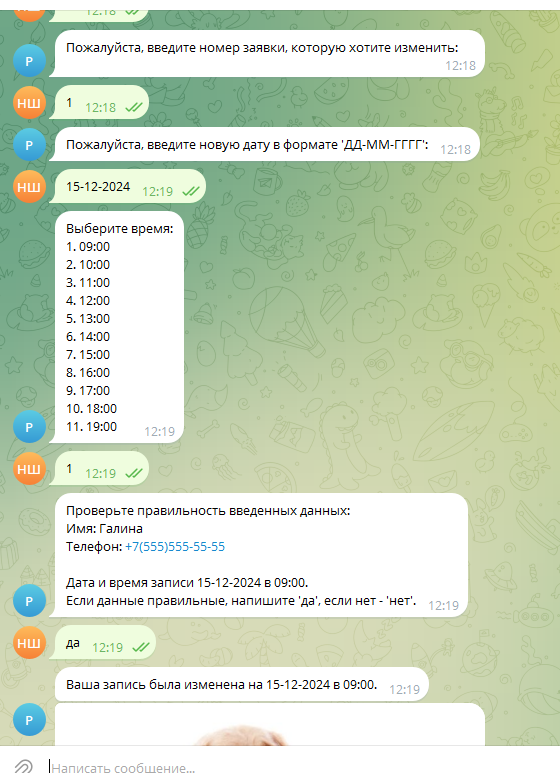 12:18
Р
Пожалуйста, введите номер заявки, которую хотите изменить:
12:18
НШ
1 12:18
Р
Пожалуйста, введите новую дату в формате 'ДД-ММ-ГГГГ': 12:18
НШ
15-12-2024 12:19
Выберите время:
1. 09:00
2. 10:00
3. 11:00
4. 12:00
5. 13:00
6. 14:00
7. 15:00
8. 16:00
9. 17:00
10. 18:00
11. 19:00 12:19
Р
НШ
1 12:19
Проверьте правильность введенных данных:
Имя: Галина
Телефон: +7(555)555-55-55
Дата и время записи 15-12-2024 в 09:00.
Если данные правильные, напишите 'да', если нет - 'нет'. 12:19
Р
НШ
да 12:19
Ваша запись была изменена на 15-12-2024 в 09:00. 12:19
Р
Написать сообщение...